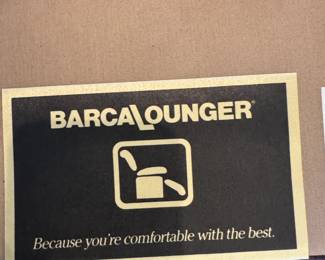 BARCALOUNGER®
Because you're comfortable with the best.